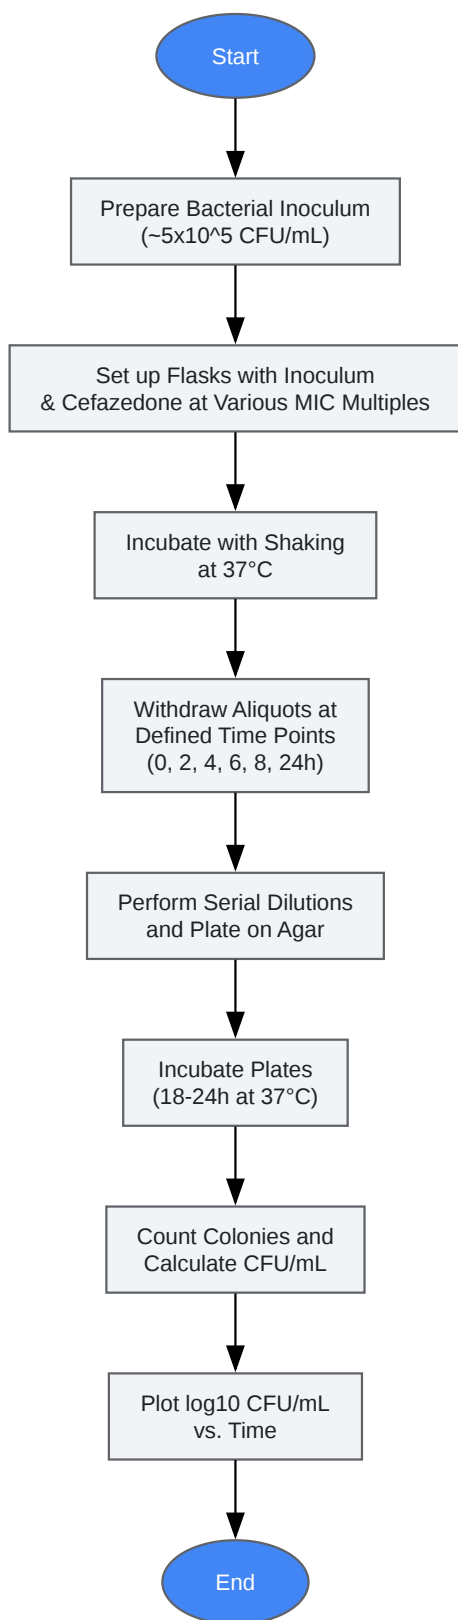 Start
Prepare Bacterial Inoculum
(~5x10^5 CFU/mL)
Set up Flasks with Inoculum
& Cefazedone at Various MIC Multiples
Incubate with Shaking
at 37°C
Withdraw Aliquots at
Defined Time Points
(0, 2, 4, 6, 8, 24h)
Perform Serial Dilutions
and Plate on Agar
Incubate Plates
(18-24h at 37°C)
Count Colonies and
Calculate CFU/mL
Plot log10 CFU/mL
vs. Time
End